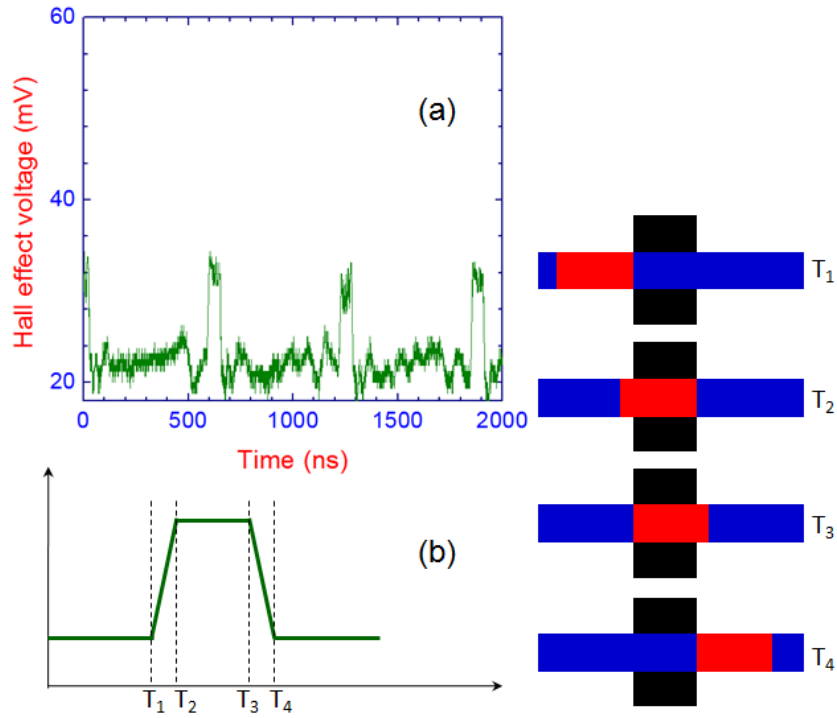 60
40
20
Hall effect voltage (mV)
(a)
0
500
1000
1500
2000
Time (ns)
(b)
T1 T2 T3 T4
T1
T2
T3
T4